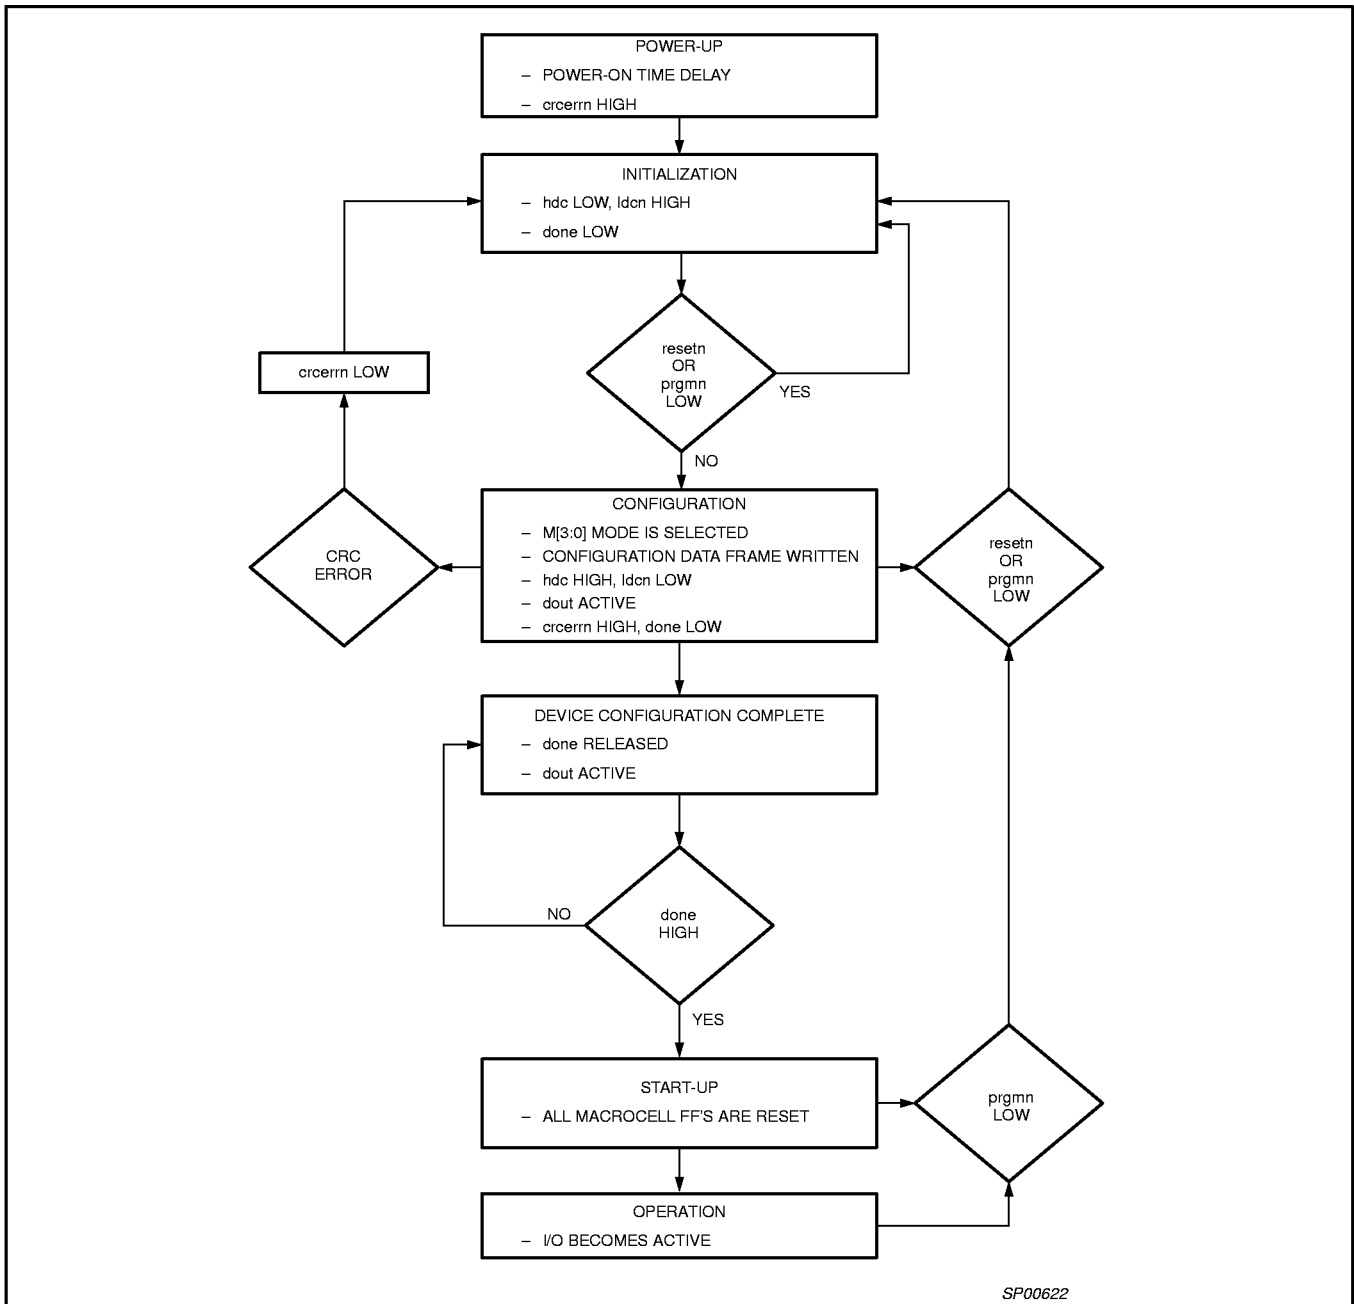 POWER-UP
– POWER-ON TIME DELAY
– crcerrn HIGH
INITIALIZATION
– hdc LOW, ldcn HIGH
– done LOW
resetn
OR
prgmn
LOW
YES
crcerrn LOW
NO
CONFIGURATION
– M[3:0] MODE IS SELECTED
– CONFIGURATION DATA FRAME WRITTEN
– hdc HIGH, ldcn LOW
– dout ACTIVE
– crcerrn HIGH, done LOW
CRC
ERROR
resetn
OR
prgmn
LOW
DEVICE CONFIGURATION COMPLETE
– done RELEASED
– dout ACTIVE
NO
done
HIGH
YES
START-UP
– ALL MACROCELL FF'S ARE RESET
prgmn
LOW
OPERATION
– I/O BECOMES ACTIVE
SP00622